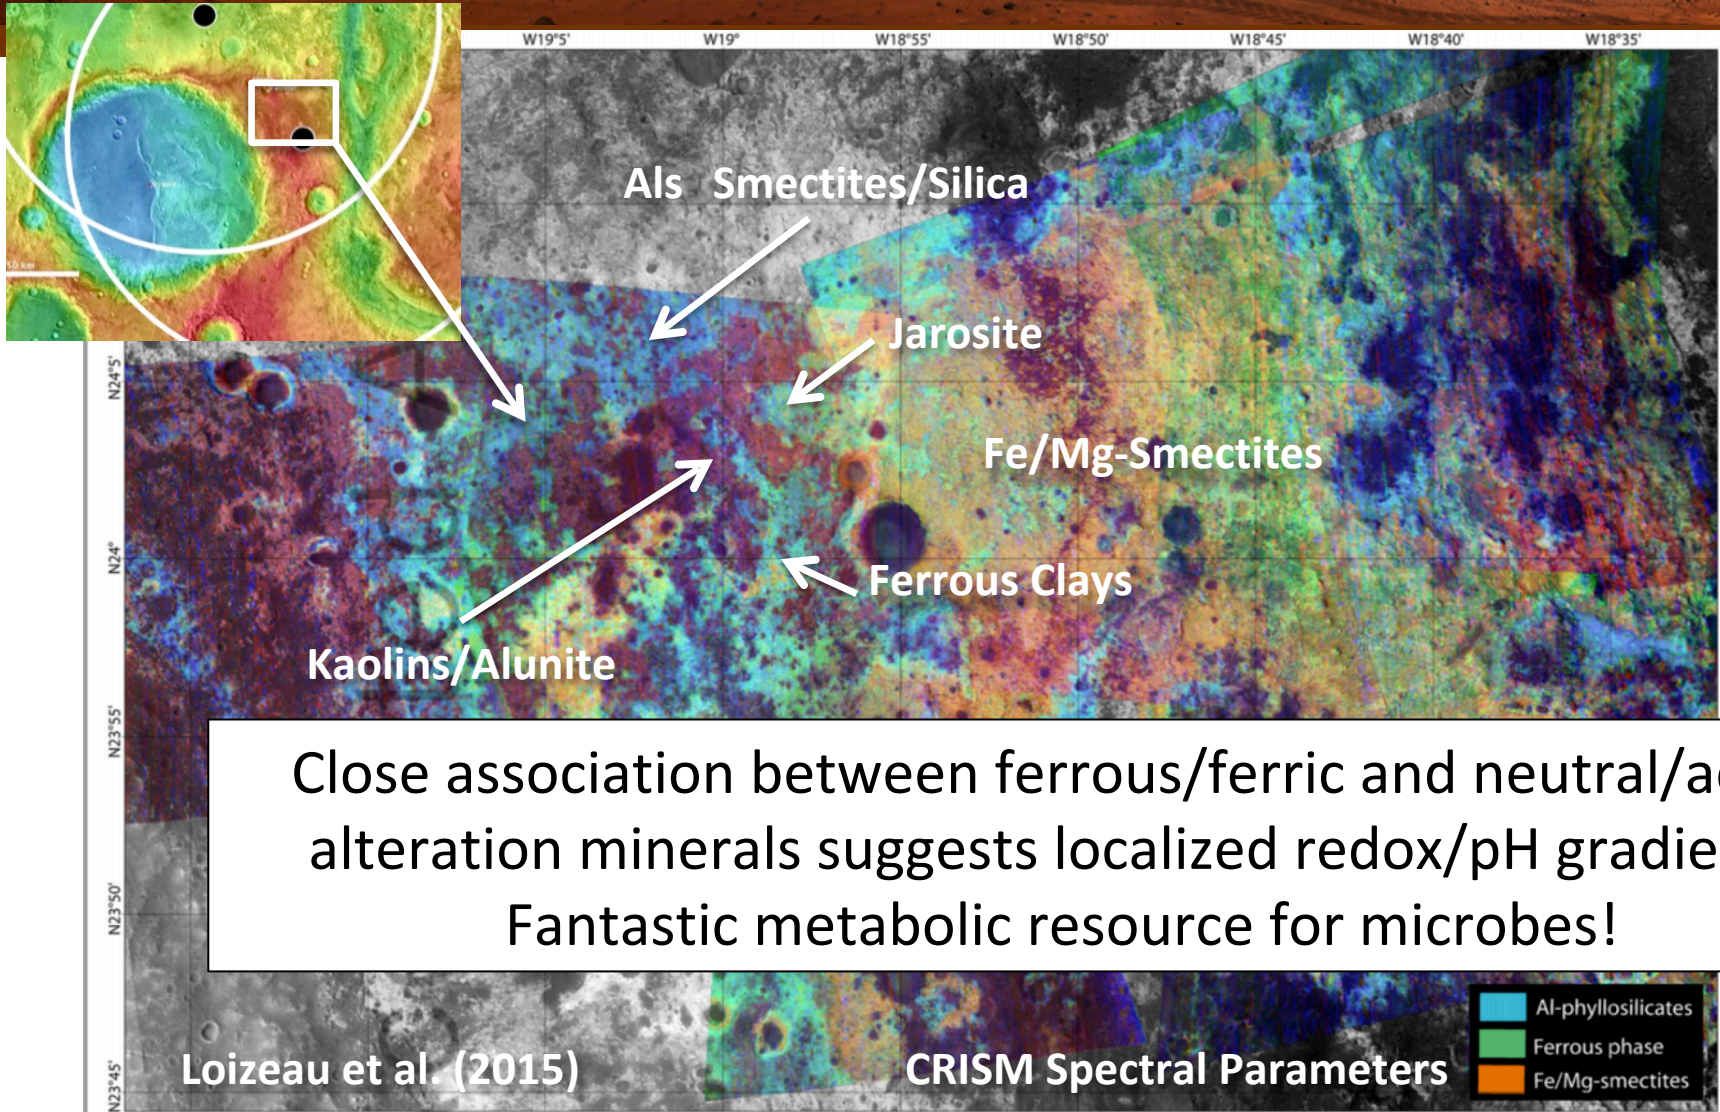 W19°5'
W19°
W18°55'
W18°50'
W18°45'
W18°40'
W18°35'
50 km
Als Smectites/Silica
Jarosite
N24°5'
Fe/Mg-Smectites
N24°
Ferrous Clays
Kaolins/Alunite
N23°55'
Close association between ferrous/ferric and neutral/a
alteration minerals suggests localized redox/pH gradie
Fantastic metabolic resource for microbes!
N23°50'
Al-phyllosilicates
Ferrous phase
Fe/Mg-smectites
Loizeau et al. (2015)
CRISM Spectral Parameters
N23°45'